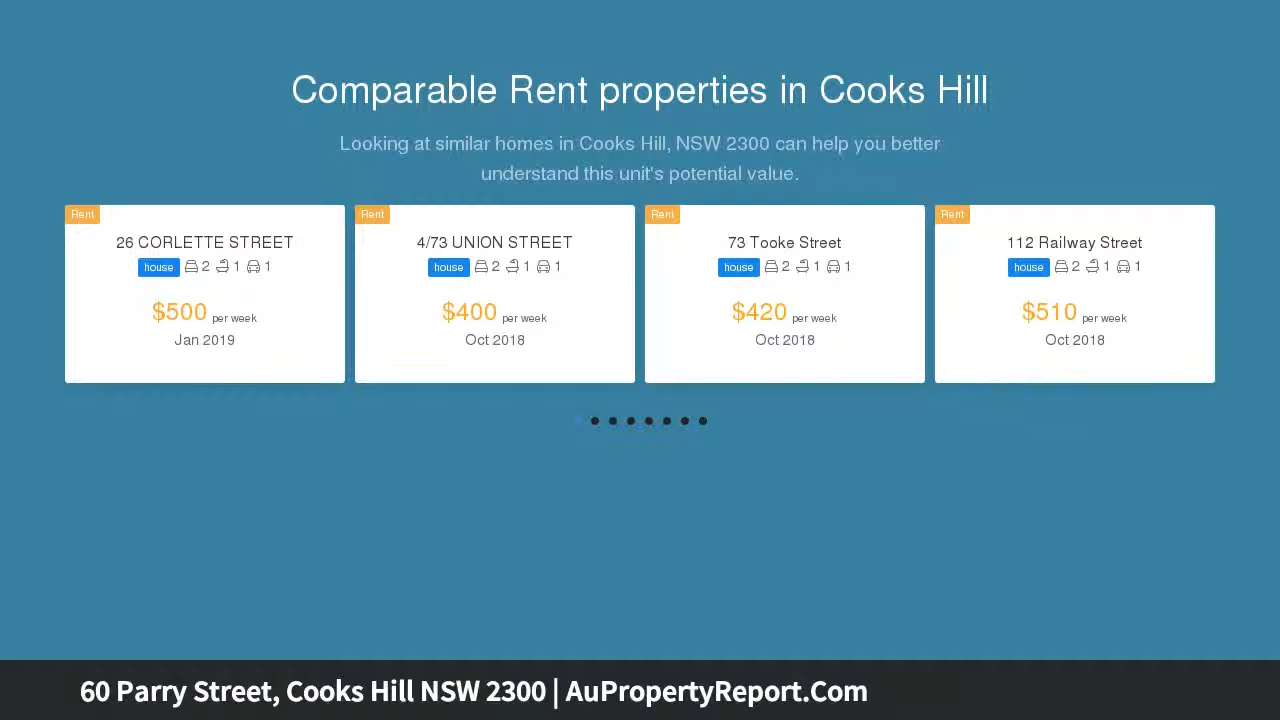 Comparable Rent properties in Cooks Hill
Looking at similar homes in Cooks Hill, NSW 2300 can help you better
understand this unit's potential value.
Rent
26 CORLETTE STREET
house 2 1 1
$500 per week
Jan 2019
Rent
4/73 UNION STREET
house 2 1 1
$400 per week
Oct 2018
Rent
73 Tooke Street
house 2 1 1
$420 per week
Oct 2018
Rent
112 Railway Street
house 2 1 1
$510 per week
Oct 2018
60 Parry Street, Cooks Hill NSW 2300 | AuPropertyReport.Com